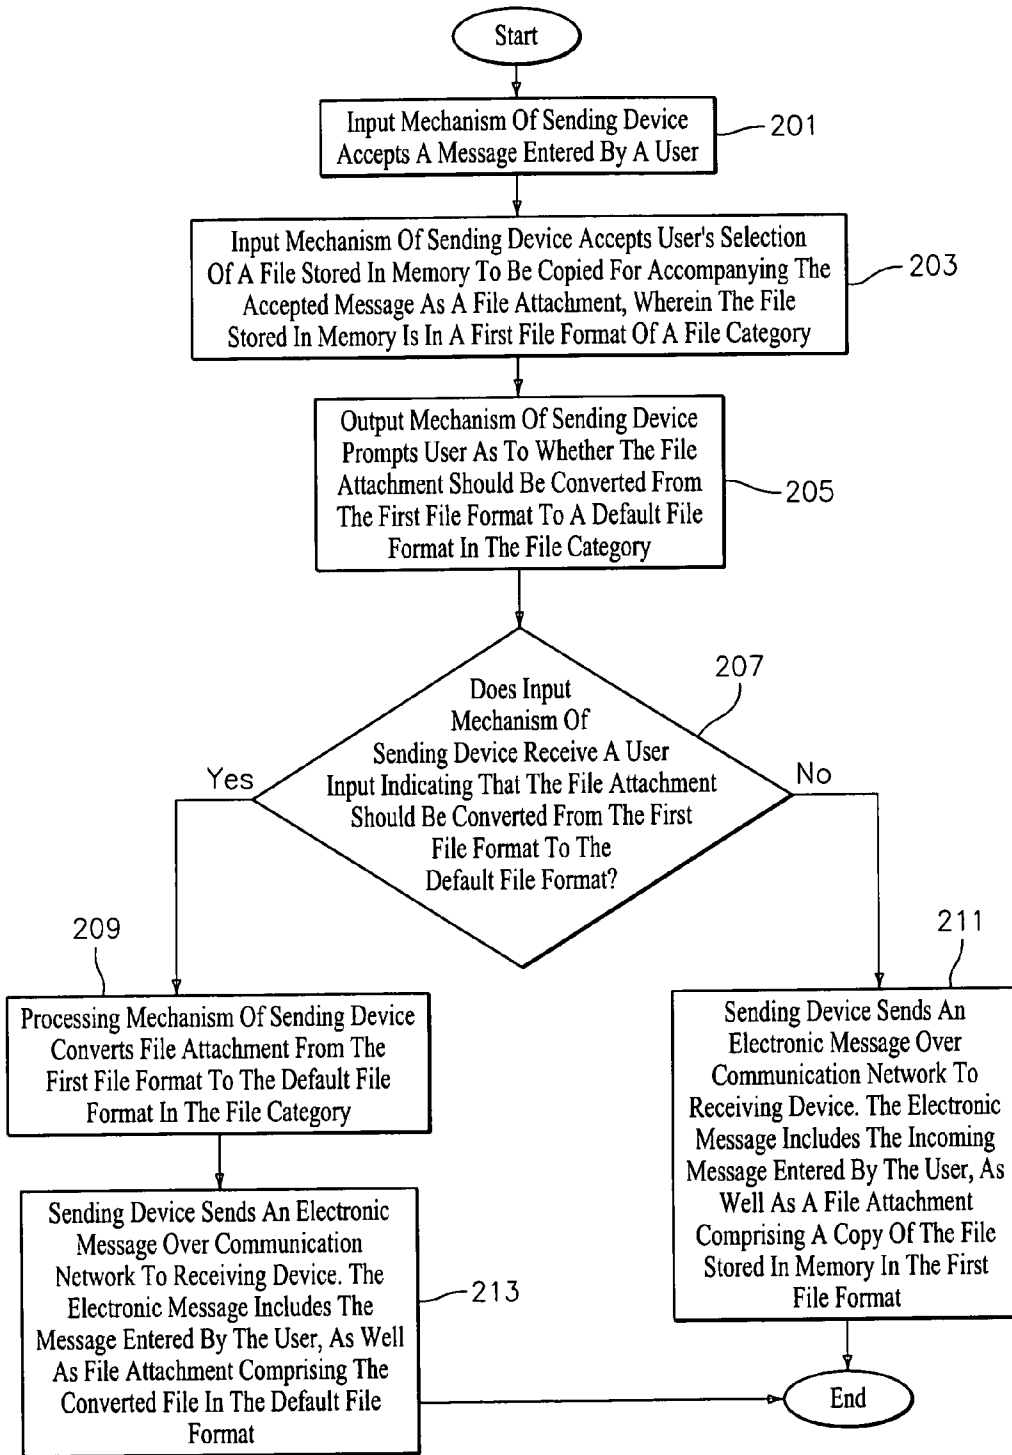 Start
Input Mechanism Of Sending Device
Accepts A Message Entered By A User
201
Input Mechanism Of Sending Device Accepts User's Selection
Of A File Stored In Memory To Be Copied For Accompanying The
Accepted Message As A File Attachment, Wherein The File
Stored In Memory Is In A First File Format Of A File Category
203
Output Mechanism Of Sending Device
Prompts User As To Whether The File
Attachment Should Be Converted From
The First File Format To A Default File
Format In The File Category
205
Does Input
Mechanism Of
Sending Device Receive A User
Input Indicating That The File Attachment
Should Be Converted From The First
File Format To The
Default File Format?
207
Yes
No
209
Processing Mechanism Of Sending Device
Converts File Attachment From The
First File Format To The Default File
Format In The File Category
211
Sending Device Sends An
Electronic Message Over
Communication Network To
Receiving Device. The Electronic
Message Includes The Incoming
Message Entered By The User, As
Well As A File Attachment
Comprising A Copy Of The File
Stored In Memory In The First
File Format
Sending Device Sends An Electronic
Message Over Communication
Network To Receiving Device. The
Electronic Message Includes The
Message Entered By The User, As Well
As File Attachment Comprising The
Converted File In The Default File
Format
213
End